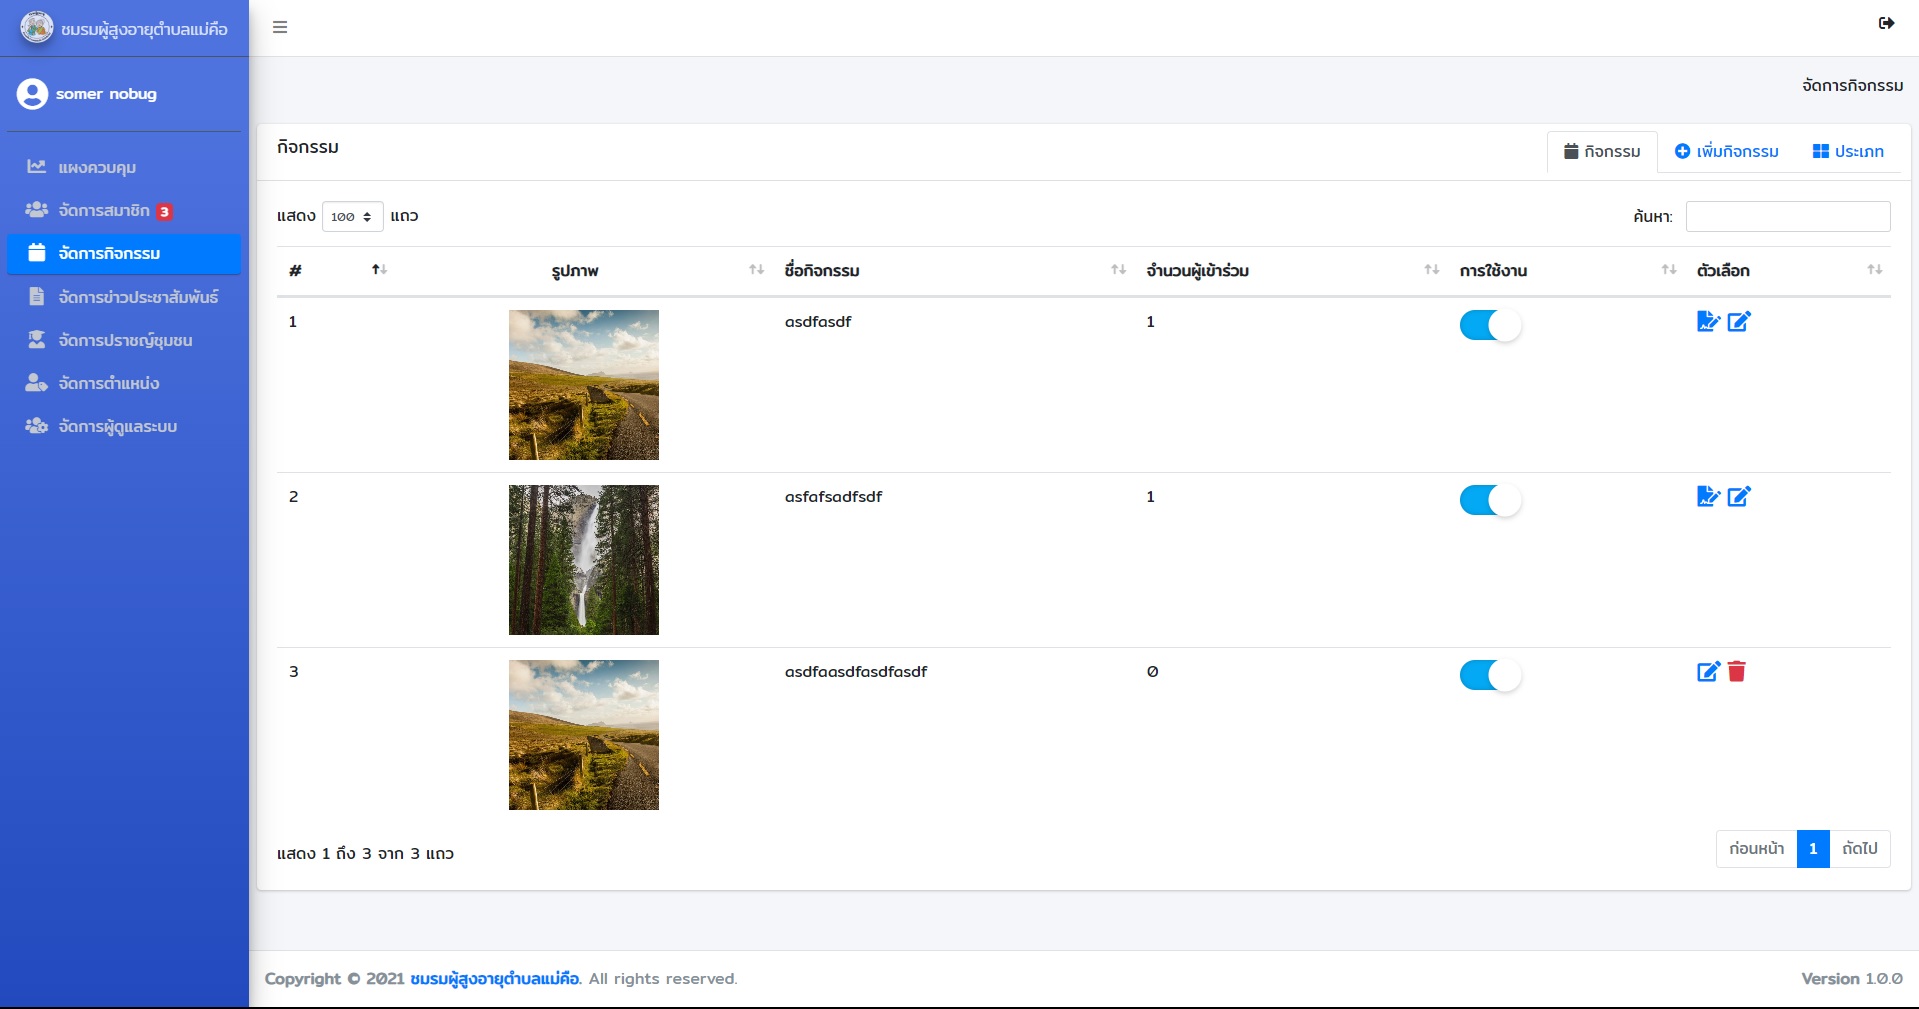 ชมรมผู้สูงอายุตำบลแม่คือ
somer nobug
แผงควบคุม
จัดการสมาชิก 3
จัดการกิจกรรม
จัดการข่าวประชาสัมพันธ์
จัดการปราชญ์ชุมชน
จัดการตำแหน่ง
จัดการผู้ดูแลระบบ
จัดการกิจกรรม
กิจกรรม
กิจกรรม เพิ่มกิจกรรม ประเภท
แสดง 100 แถว ค้นหา:
# รูปภาพ ชื่อกิจกรรม จำนวนผู้เข้าร่วม การใช้งาน ตัวเลือก
1 asdfasdf 1
2 asfafsadfsdf 1
3 asdfaasdfasdfasdf 0
แสดง 1 ถึง 3 จาก 3 แถว
ก่อนหน้า 1 ถัดไป
Copyright © 2021 ชมรมผู้สูงอายุตำบลแม่คือ. All rights reserved.
Version 1.0.0